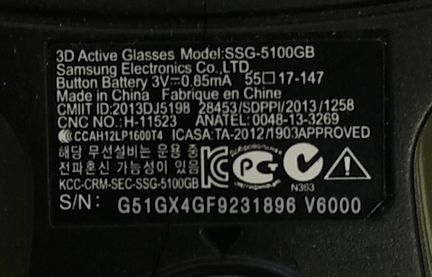 3D Active Glasses Model:SSG-5100GB
Samsung Electronics Co.,LTD
Button Battery 3V⎓0,85mA 55□17-147
Made in China Fabrique en Chine
CMIIT ID:2013DJ5198 28453/SDPPI/2013/1258
CNC NO.:H-11523 ANATEL:0048-13-3269
CCAH12LP1600T4 ICASA:TA-2012/1903APPROVED
해당 무선설비는 운용 중
전파혼신 가능성이 있음
KCC-CRM-SEC-SSG-5100GB
N363
S/N: G51GX4GF9231896 V6000